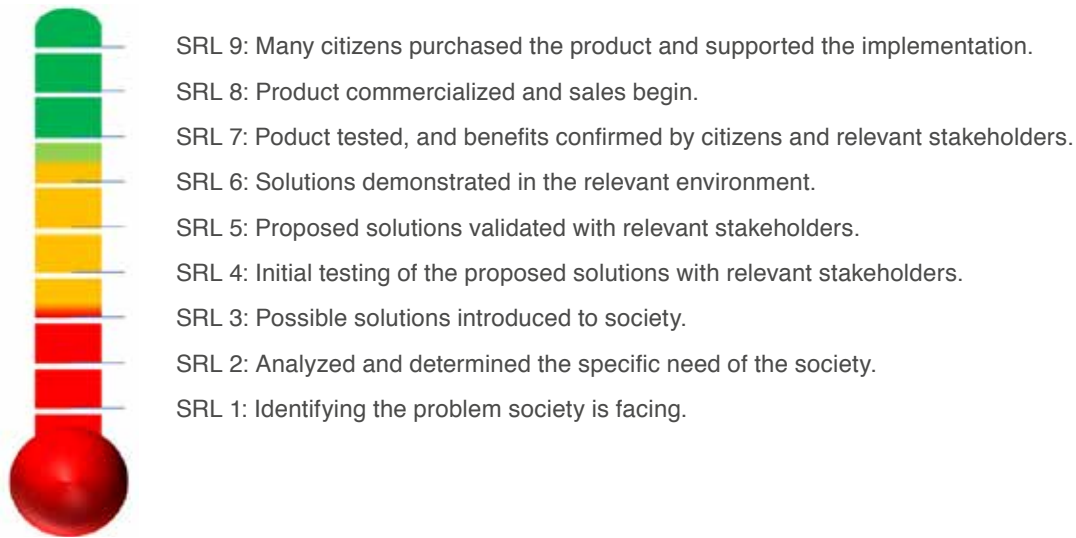 SRL 9: Many citizens purchased the product and supported the implementation.
SRL 8: Product commercialized and sales begin.
SRL 7: Poduct tested, and benefits confirmed by citizens and relevant stakeholders.
SRL 6: Solutions demonstrated in the relevant environment.
SRL 5: Proposed solutions validated with relevant stakeholders.
SRL 4: Initial testing of the proposed solutions with relevant stakeholders.
SRL 3: Possible solutions introduced to society.
SRL 2: Analyzed and determined the specific need of the society.
SRL 1: Identifying the problem society is facing.